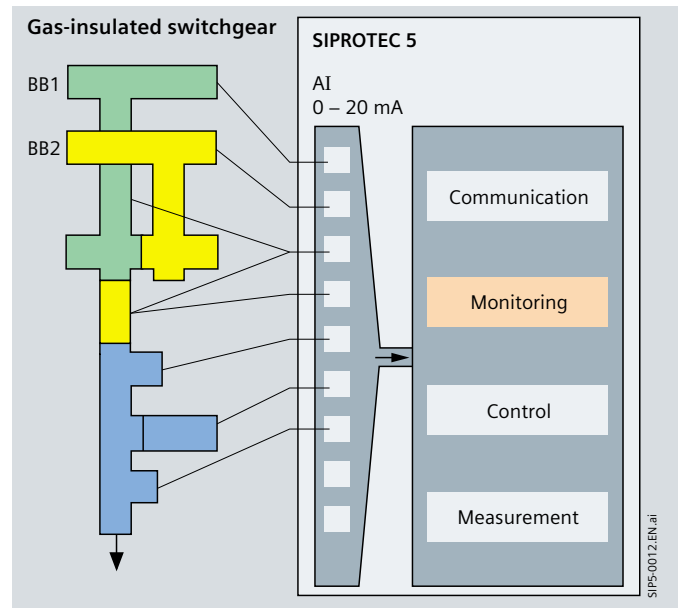 Gas-insulated switchgear
SIPROTEC 5
BB1
AI
0 – 20 mA
BB2
Communication
Monitoring
Control
Measurement
SIP5-0012.EN.ai